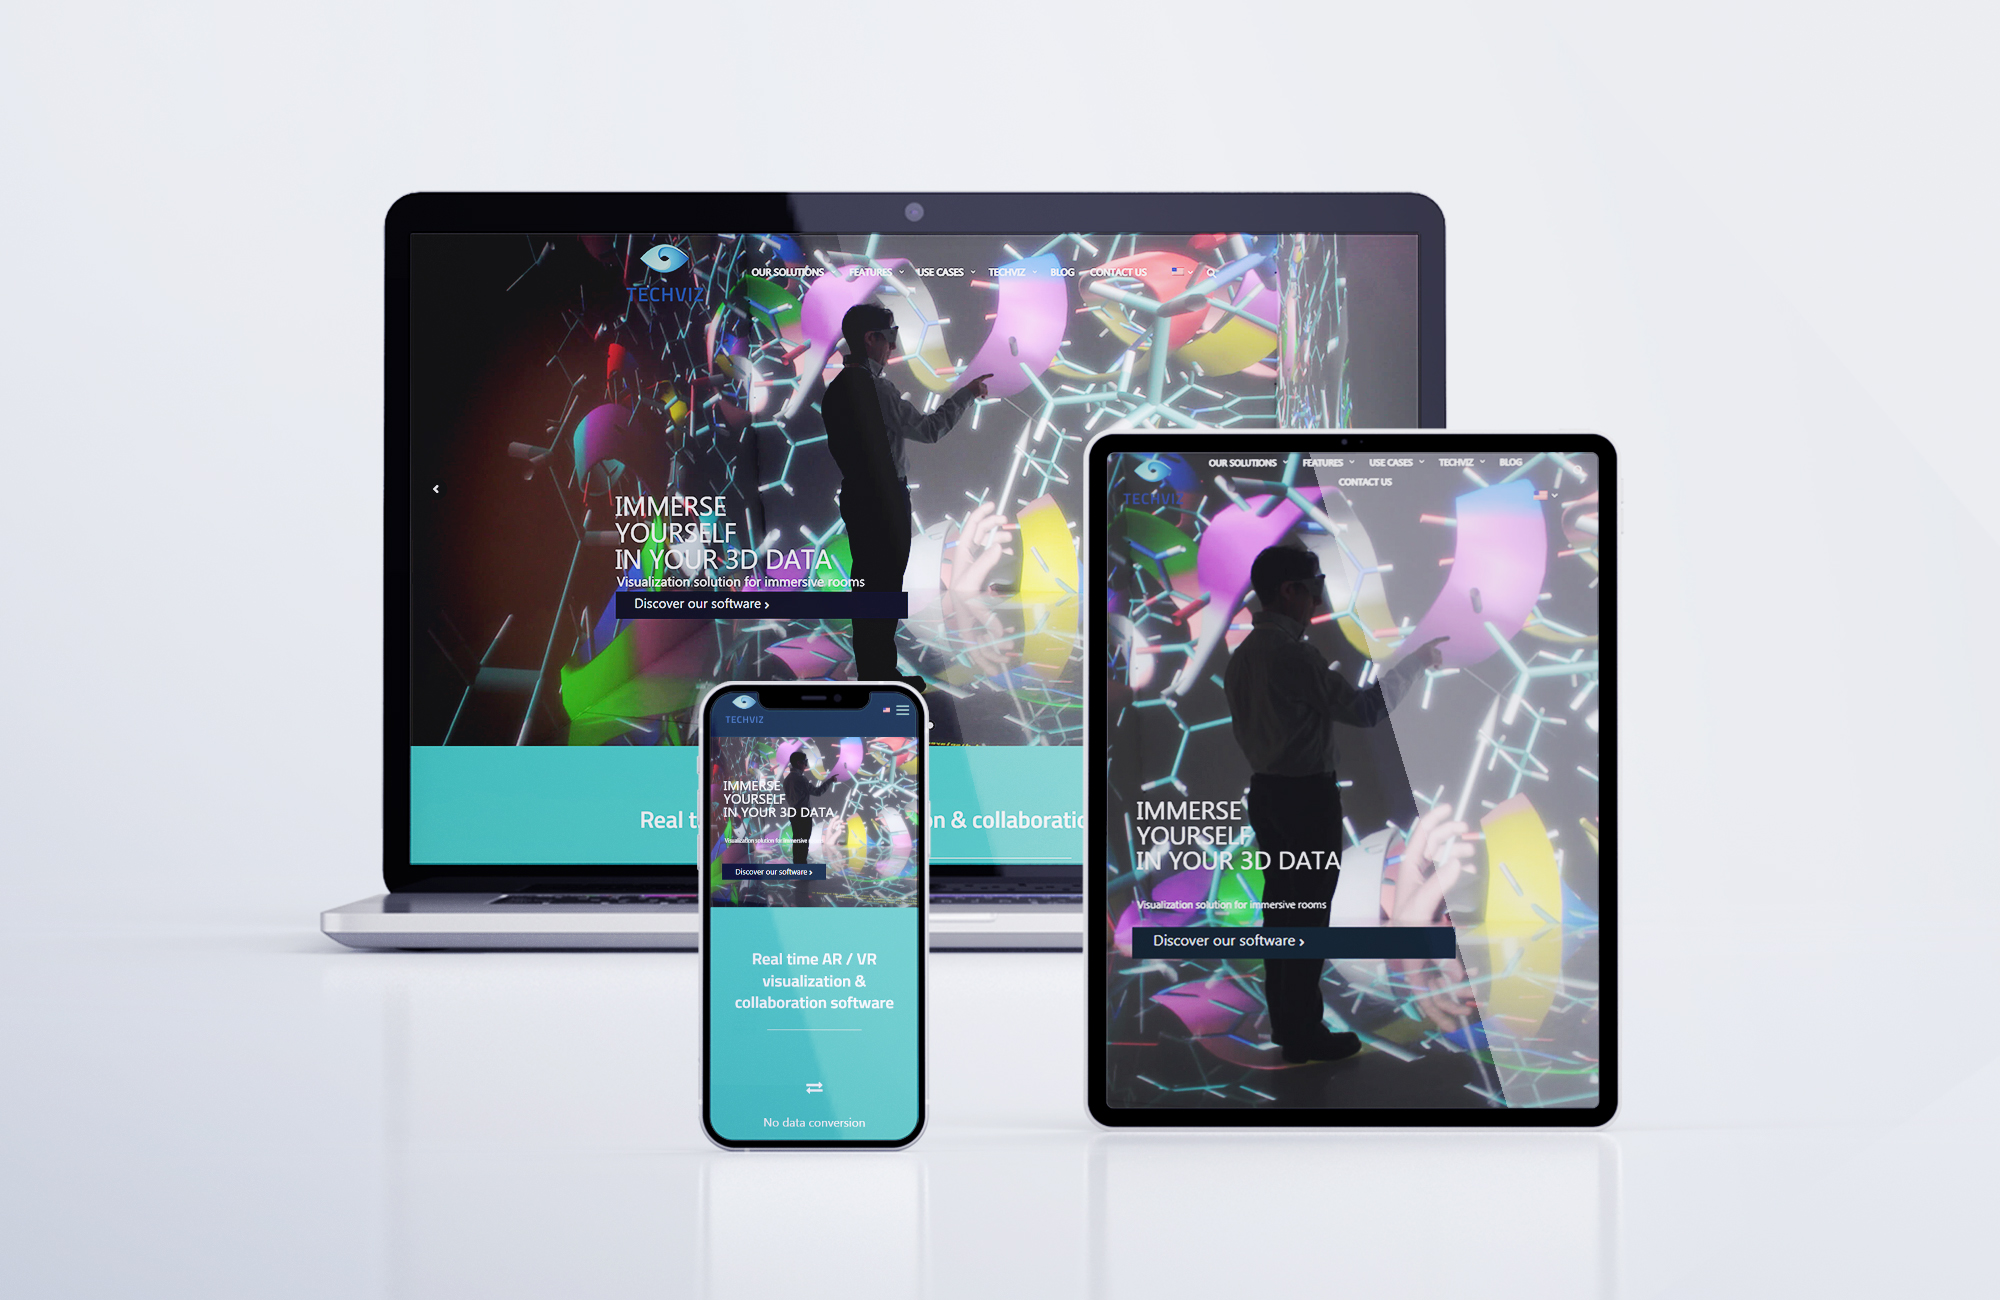 TECHVIZ
OUR SOLUTIONS FEATURES USE CASES TECHVIZ BLOG CONTACT US
IMMERSE
YOURSELF
IN YOUR 3D DATA
Visualization solution for immersive rooms
Discover our software ›
Real
& collaboratio
TECHVIZ
IMMERSE
YOURSELF
IN YOUR 3D DATA
Visualization solution for immersive
Discover our software ›
Real time AR / VR
visualization &
collaboration software
No data conversion
TECHVIZ
OUR SOLUTIONS FEATURES USE CASES TECHVIZ BLOG
CONTACT US
IMMERSE
YOURSELF
IN YOUR 3D DATA
Visualization solution for immersive rooms
Discover our software ›